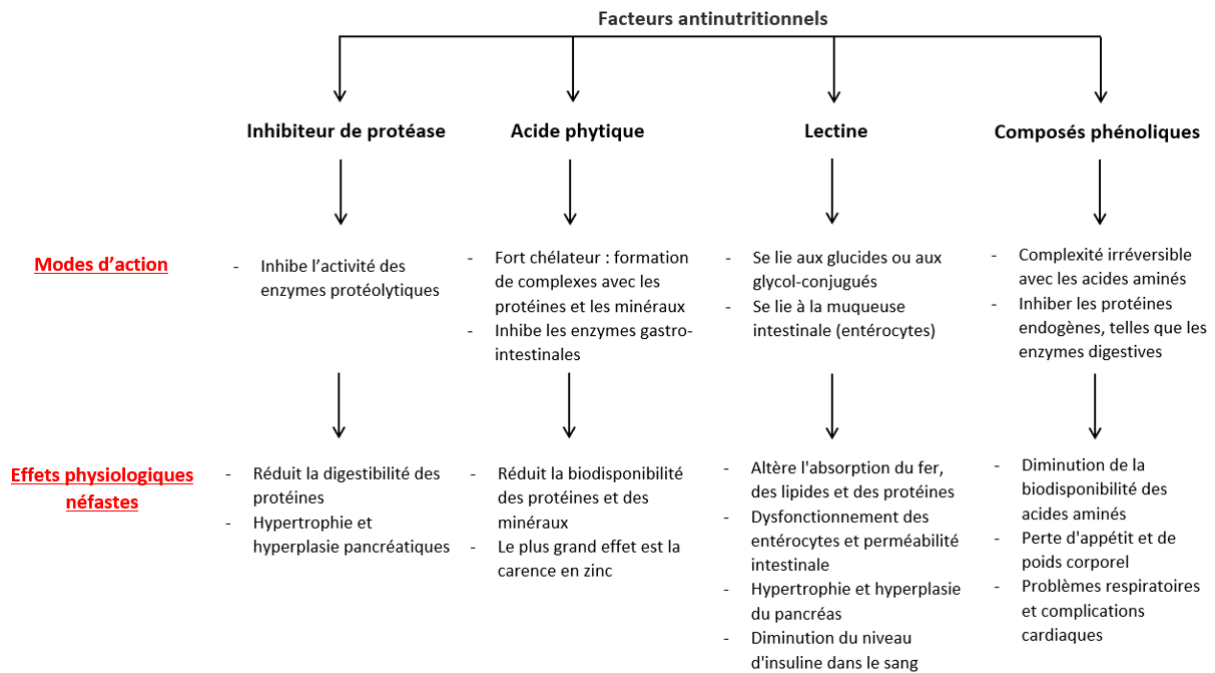 Facteurs antinutritionnels
Inhibiteur de protéase
Acide phytique
Lectine
Composés phénoliques
Modes d’action
- Inhibe l’activité des
enzymes protéolytiques
- Fort chélateur : formation
de complexes avec les
protéines et les minéraux
- Inhibe les enzymes gastro-
intestinales
- Se lie aux glucides ou aux
glycol-conjugués
- Se lie à la muqueuse
intestinale (entérocytes)
- Complexité irréversible
avec les acides aminés
- Inhiber les protéines
endogènes, telles que les
enzymes digestives
Effets physiologiques
néfastes
- Réduit la digestibilité des
protéines
- Hypertrophie et
hyperplasie pancréatiques
- Réduit la biodisponibilité
des protéines et des
minéraux
- Le plus grand effet est la
carence en zinc
- Altère l'absorption du fer,
des lipides et des protéines
- Dysfonctionnement des
entérocytes et perméabilité
intestinale
- Hypertrophie et hyperplasie
du pancréas
- Diminution du niveau
d'insuline dans le sang
- Diminution de la
biodisponibilité des
acides aminés
- Perte d'appétit et de
poids corporel
- Problèmes respiratoires
et complications
cardiaques